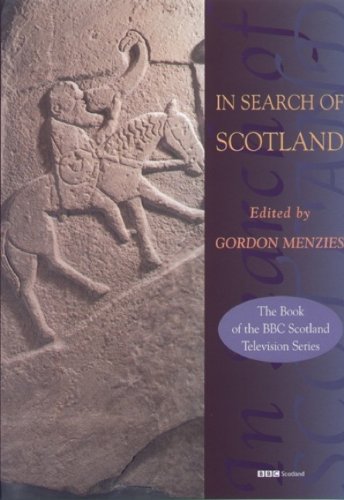 IN SEARCH OF
SCOTLAND
Edited by
GORDON MENZIES
The Book
of the BBC Scotland
Television Series
BBC Scotland